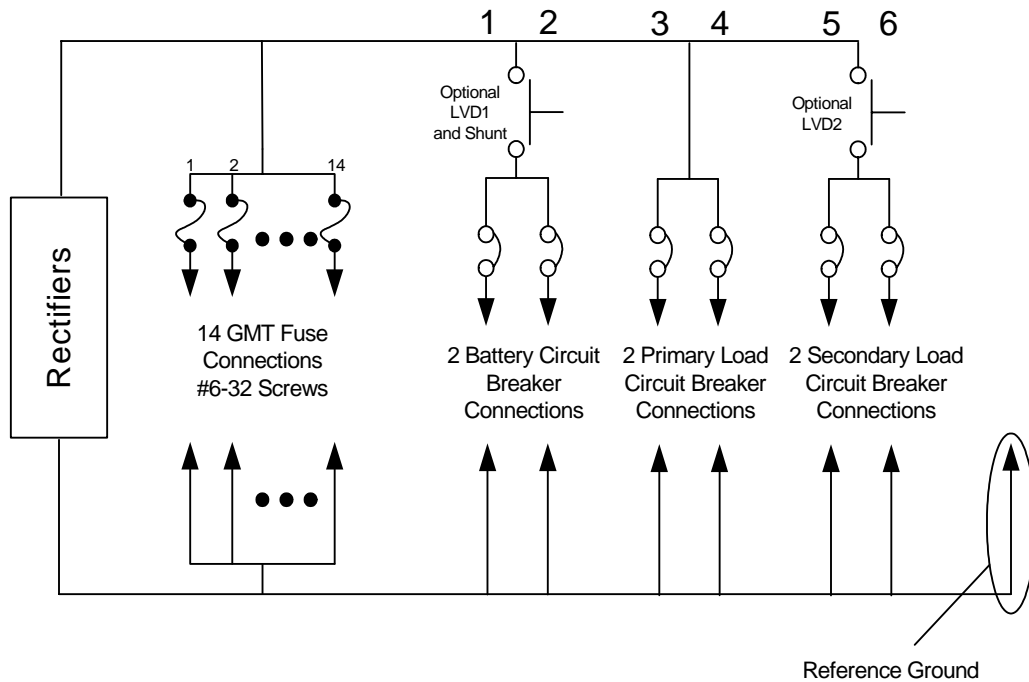 1 2 3 4 5 6
Optional
LVD1
and Shunt
Optional
LVD2
1 2 14
Rectifiers
14 GMT Fuse
Connections
#6-32 Screws
2 Battery Circuit
Breaker
Connections
2 Primary Load
Circuit Breaker
Connections
2 Secondary Load
Circuit Breaker
Connections
Reference Ground